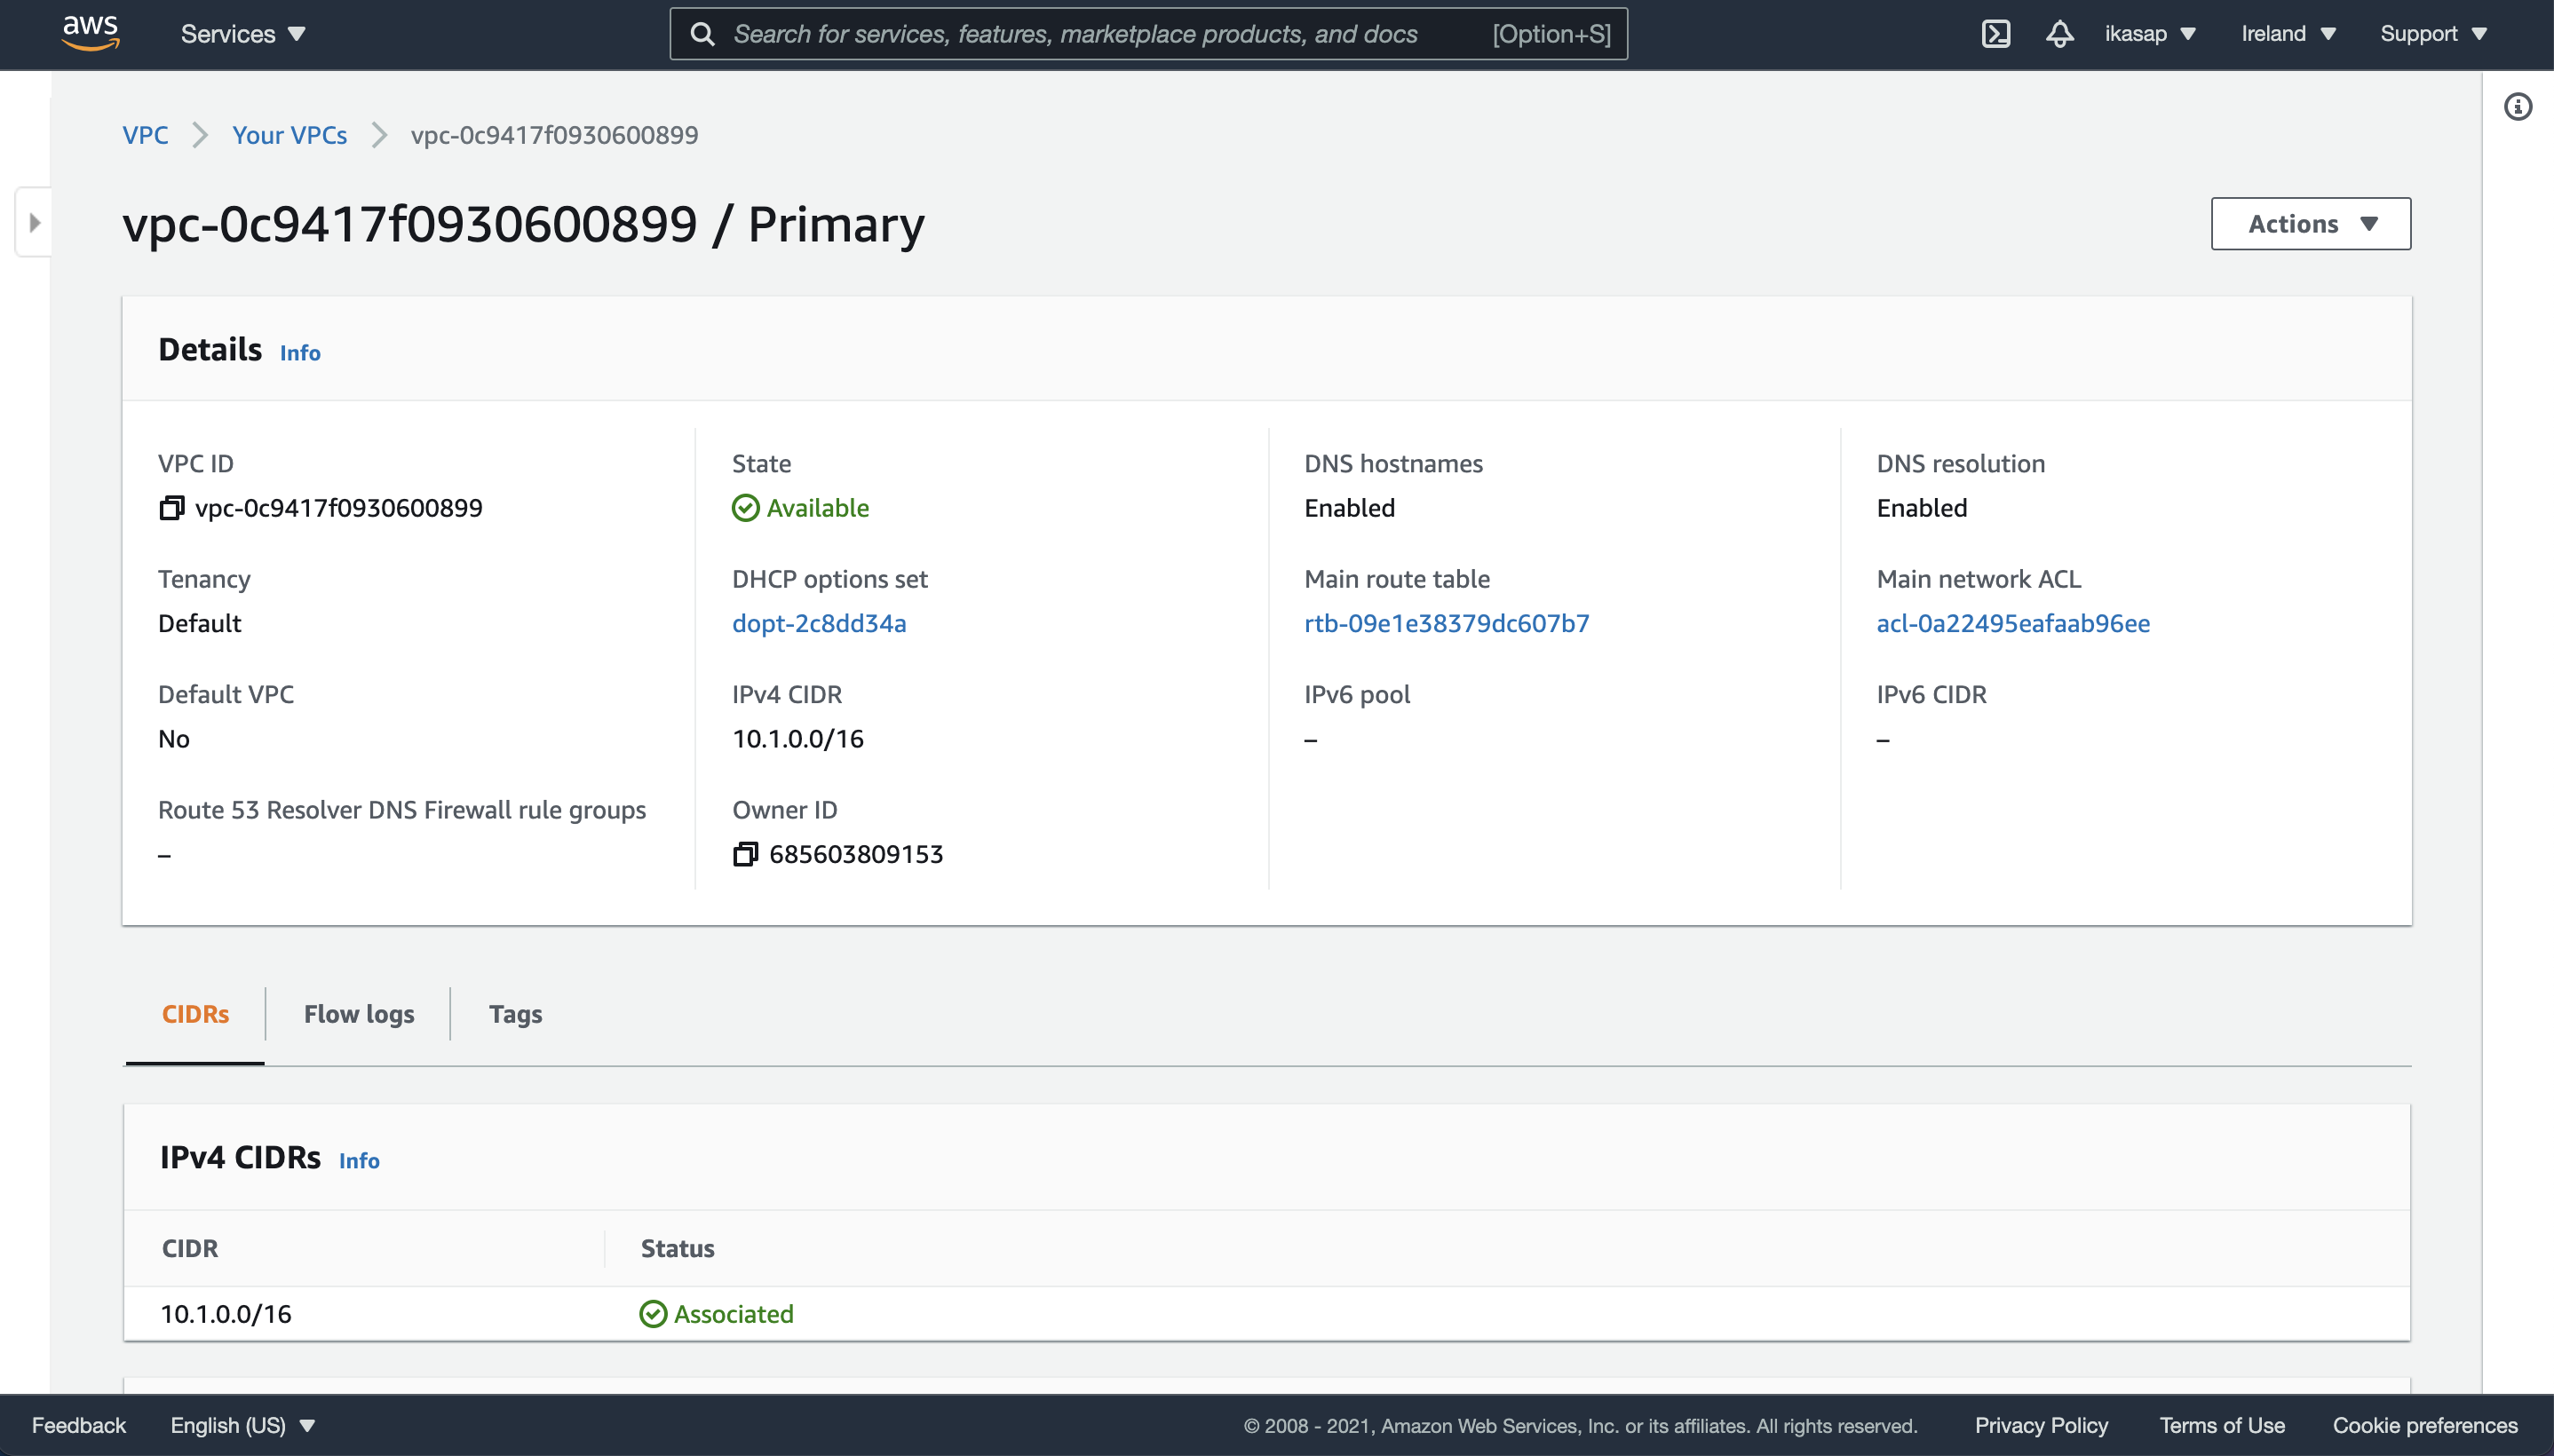 aws Services Search for services, features, marketplace products, and docs [Option+S] ikasap Ireland Support
VPC Your VPCs vpc-0c9417f0930600899
vpc-0c9417f0930600899 / Primary Actions
Details Info
VPC ID State DNS hostnames DNS resolution
vpc-0c9417f0930600899 Available Enabled Enabled
Tenancy DHCP options set Main route table Main network ACL
Default dopt-2c8dd34a rtb-09e1e38379dc607b7 acl-0a22495eafaab96ee
Default VPC IPv4 CIDR IPv6 pool IPv6 CIDR
No 10.1.0.0/16 – –
Route 53 Resolver DNS Firewall rule groups Owner ID
– 685603809153
CIDRs Flow logs Tags
IPv4 CIDRs Info
CIDR Status
10.1.0.0/16 Associated
Feedback English (US) © 2008 - 2021, Amazon Web Services, Inc. or its affiliates. All rights reserved. Privacy Policy Terms of Use Cookie preferences